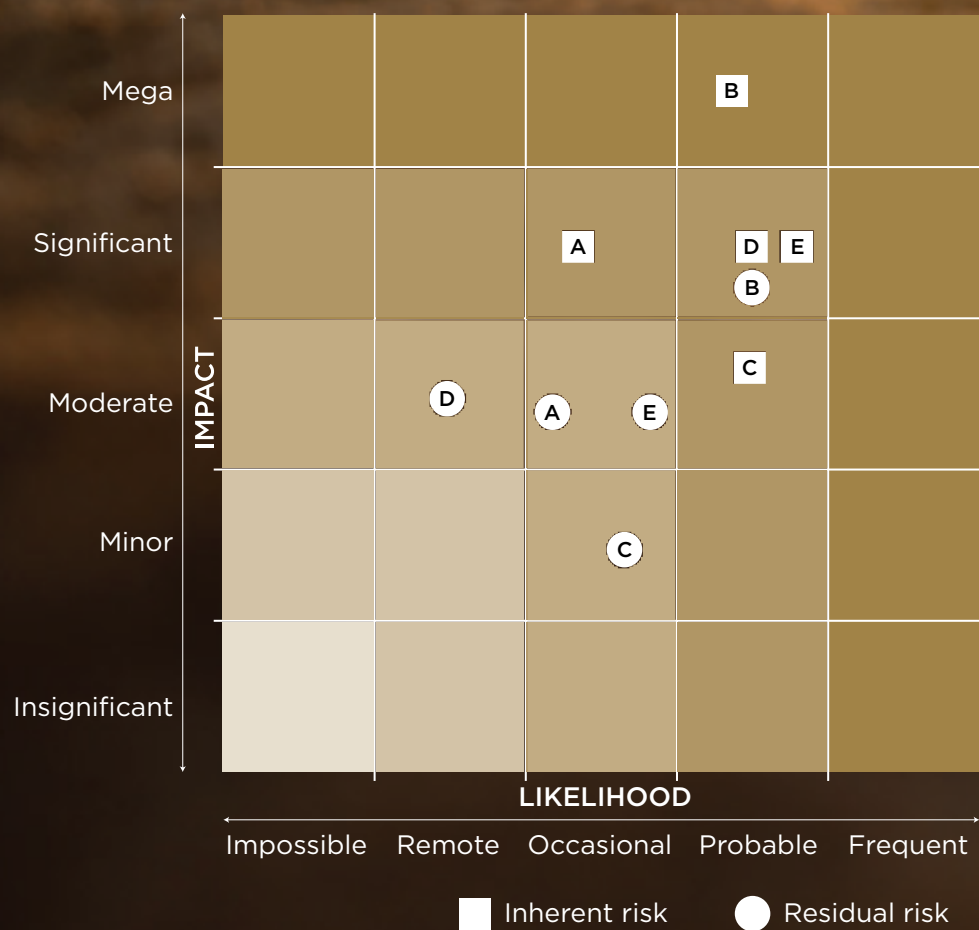 Mega
B
Significant
A
D
E
B
IMPACT
Moderate
C
D
A
E
Minor
C
Insignificant
LIKELIHOOD
Impossible Remote Occasional Probable Frequent
Inherent risk Residual risk